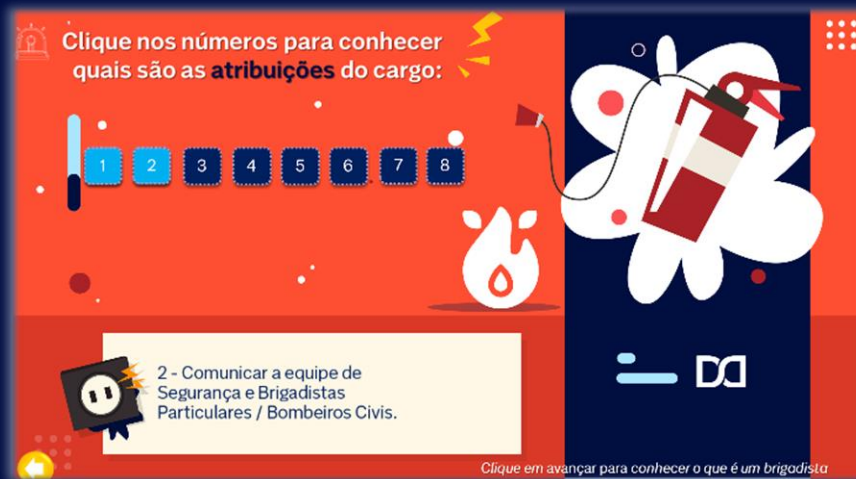 Clique nos números para conhecer
quais são as atribuições do cargo:
1 2 3 4 5 6 7 8
2 - Comunicar a equipe de
Segurança e Brigadistas
Particulares / Bombeiros Civis.
Clique em avançar para conhecer o que é um brigadista